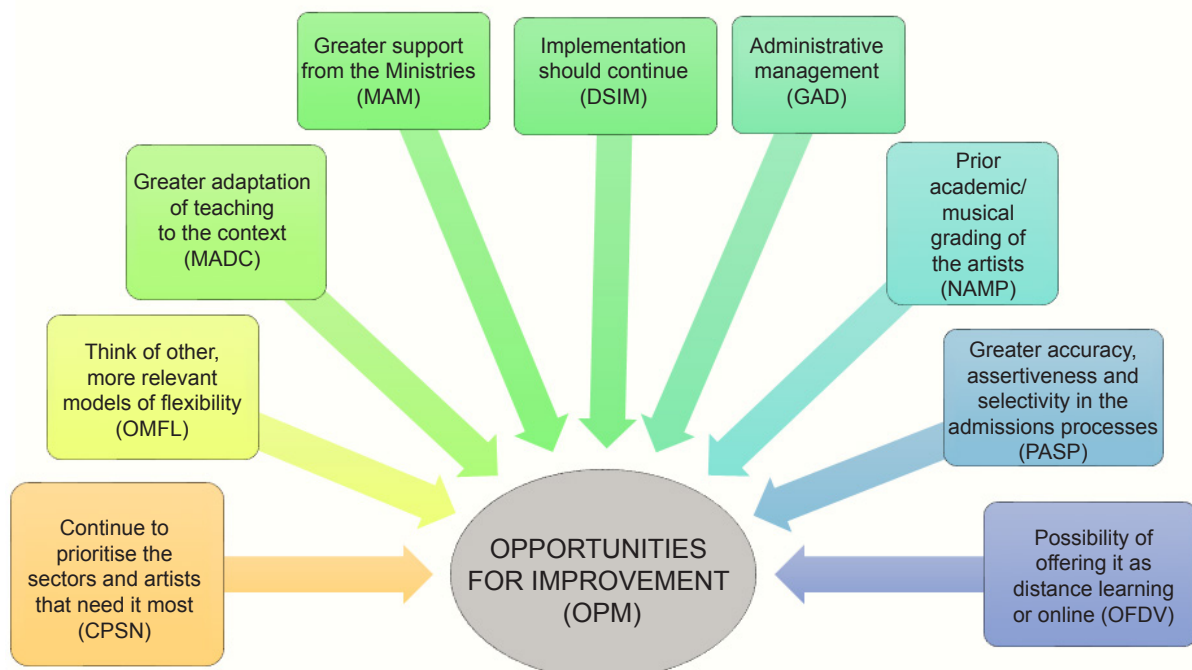 Greater support
from the Ministries
(MAM)
Implementation
should continue
(DSIM)
Administrative
management
(GAD)
Greater adaptation
of teaching
to the context
(MADC)
Prior
academic/
musical
grading of
the artists
(NAMP)
Think of other,
more relevant
models of flexibility
(OMFL)
Greater accuracy,
assertiveness and
selectivity in the
admissions processes
(PASP)
Continue to
prioritise the
sectors and artists
that need it most
(CPSN)
OPPORTUNITIES
FOR IMPROVEMENT
(OPM)
Possibility of
offering it as
distance learning
or online (OFDV)